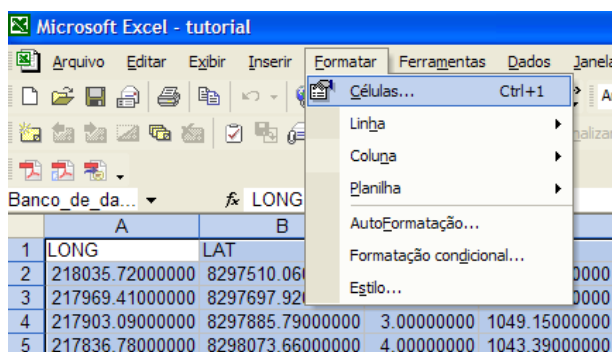 Microsoft Excel - tutorial
Arquivo Editar Exibir Inserir Formatar Ferramentas Dados Janela
Células... Ctrl+1
Linha
Coluna
Planilha
AutoFormatação...
Formatação condicional...
Estilo...
Banco_de_da... fx LONG
A B
1 LONG LAT
2 218035.72000000
3 217969.41000000
4 217903.09000000 8297885.79000000 3.00000000 1049.15000000
5 217836.78000000 8298073.66000000 4.00000000 1043.39000000